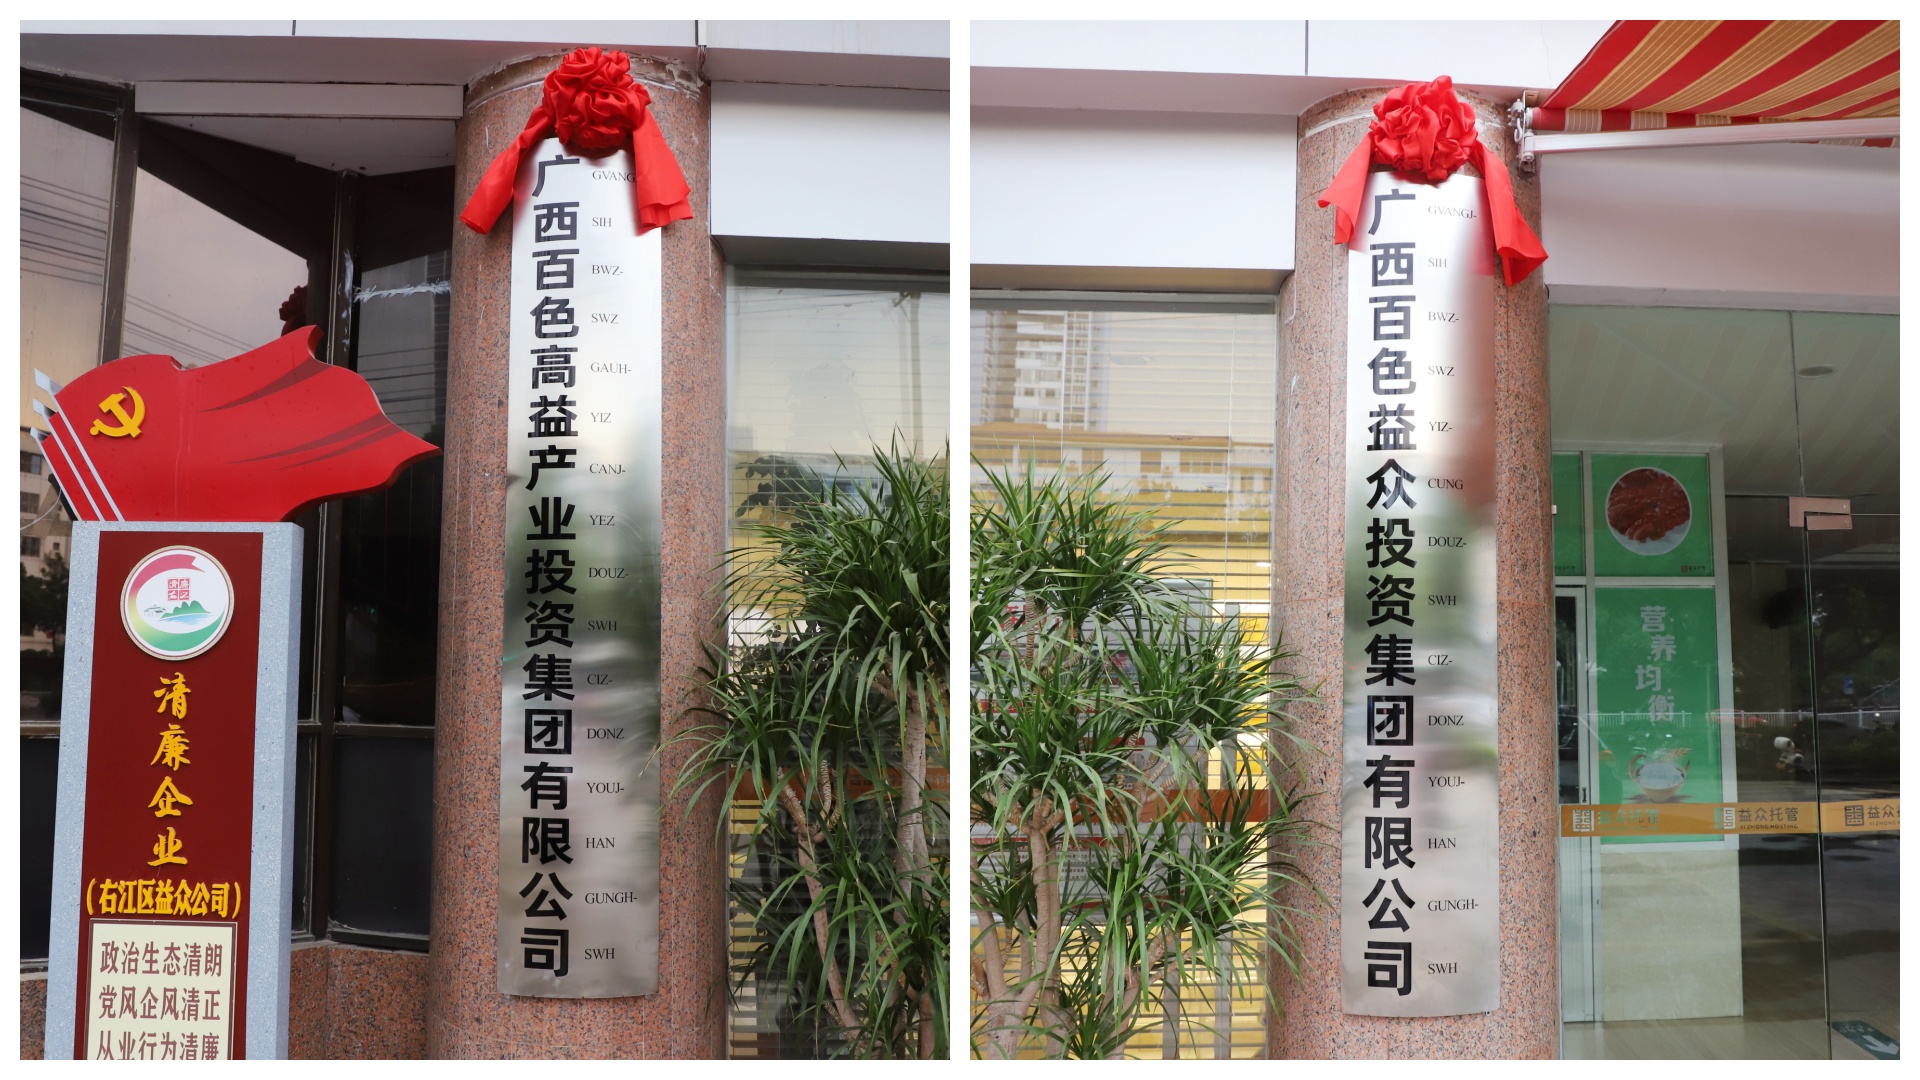 广西百色高益产业投资集团有限公司
GVANG
SIH
BWZ-
SWZ
GAUH-
YIZ
CANJ-
YEZ
DOUZ-
SWH
CIZ-
DONZ
YOUJ-
HAN
GUNGH-
SWH
清廉企业
(右江区益众公司)
政治生态清朗
党风企风清正
从业行为清廉
广西百色益众投资集团有限公司
GVANGJ-
SIH
BWZ-
SWZ
YIZ-
CUNG
DOUZ-
SWH
CIZ-
DONZ
YOUJ-
HAN
GUNGH-
SWH
营养均衡
益众托管
益众托管
益众